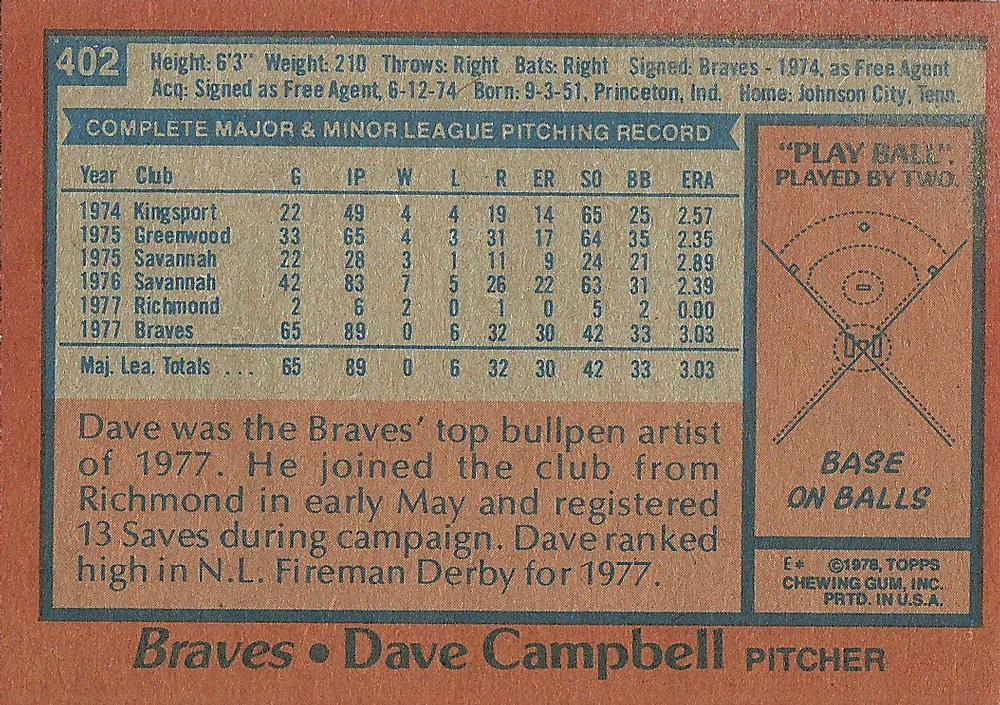 402
Height: 6'3" Weight: 210 Throws: Right Bats: Right Signed: Braves - 1974, as Free Agent
Acq: Signed as Free Agent, 6-12-74 Born: 9-3-51, Princeton, Ind. Home: Johnson City, Tenn.
COMPLETE MAJOR & MINOR LEAGUE PITCHING RECORD
Year Club G IP W L R ER SO BB ERA
1974 Kingsport 22 49 4 4 19 14 65 25 2.57
1975 Greenwood 33 65 4 3 31 17 64 35 2.35
1975 Savannah 22 28 3 1 11 9 24 21 2.89
1976 Savannah 42 83 7 5 26 22 63 31 2.39
1977 Richmond 2 6 2 0 1 0 5 2 0.00
1977 Braves 65 89 0 6 32 30 42 33 3.03
Maj. Lea. Totals ... 65 89 0 6 32 30 42 33 3.03
Dave was the Braves' top bullpen artist
of 1977. He joined the club from
Richmond in early May and registered
13 Saves during campaign. Dave ranked
high in N.L. Fireman Derby for 1977.
"PLAY BALL".
PLAYED BY TWO.
BASE
ON BALLS
E* ©1978, TOPPS
CHEWING GUM, INC.
PRTD. IN U.S.A.
Braves • Dave Campbell PITCHER